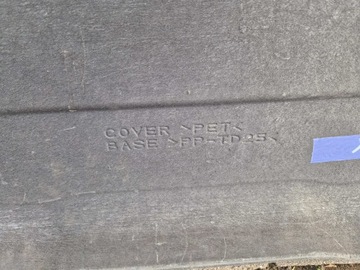 COVER >PET<
BASE >PP-TD25<